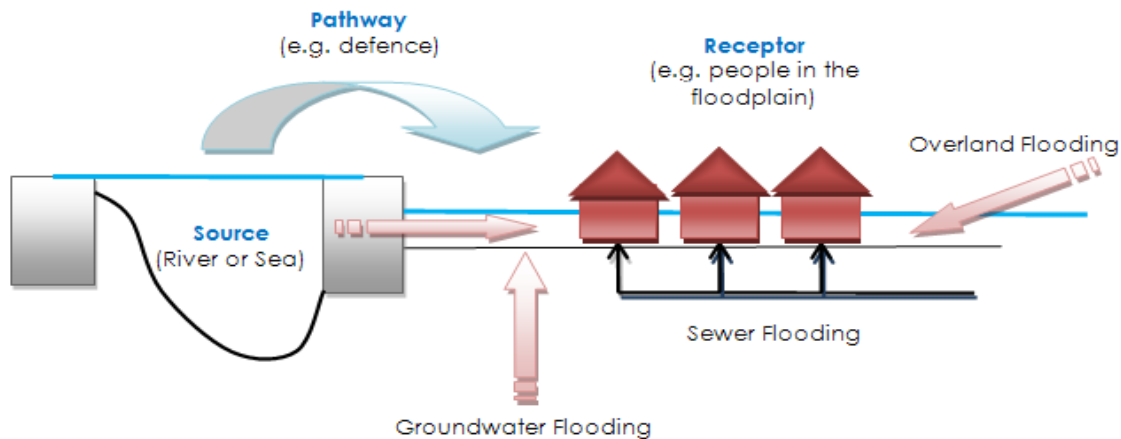 Pathway
(e.g. defence)
Receptor
(e.g. people in the
floodplain)
Overland Flooding
Source
(River or Sea)
Sewer Flooding
Groundwater Flooding